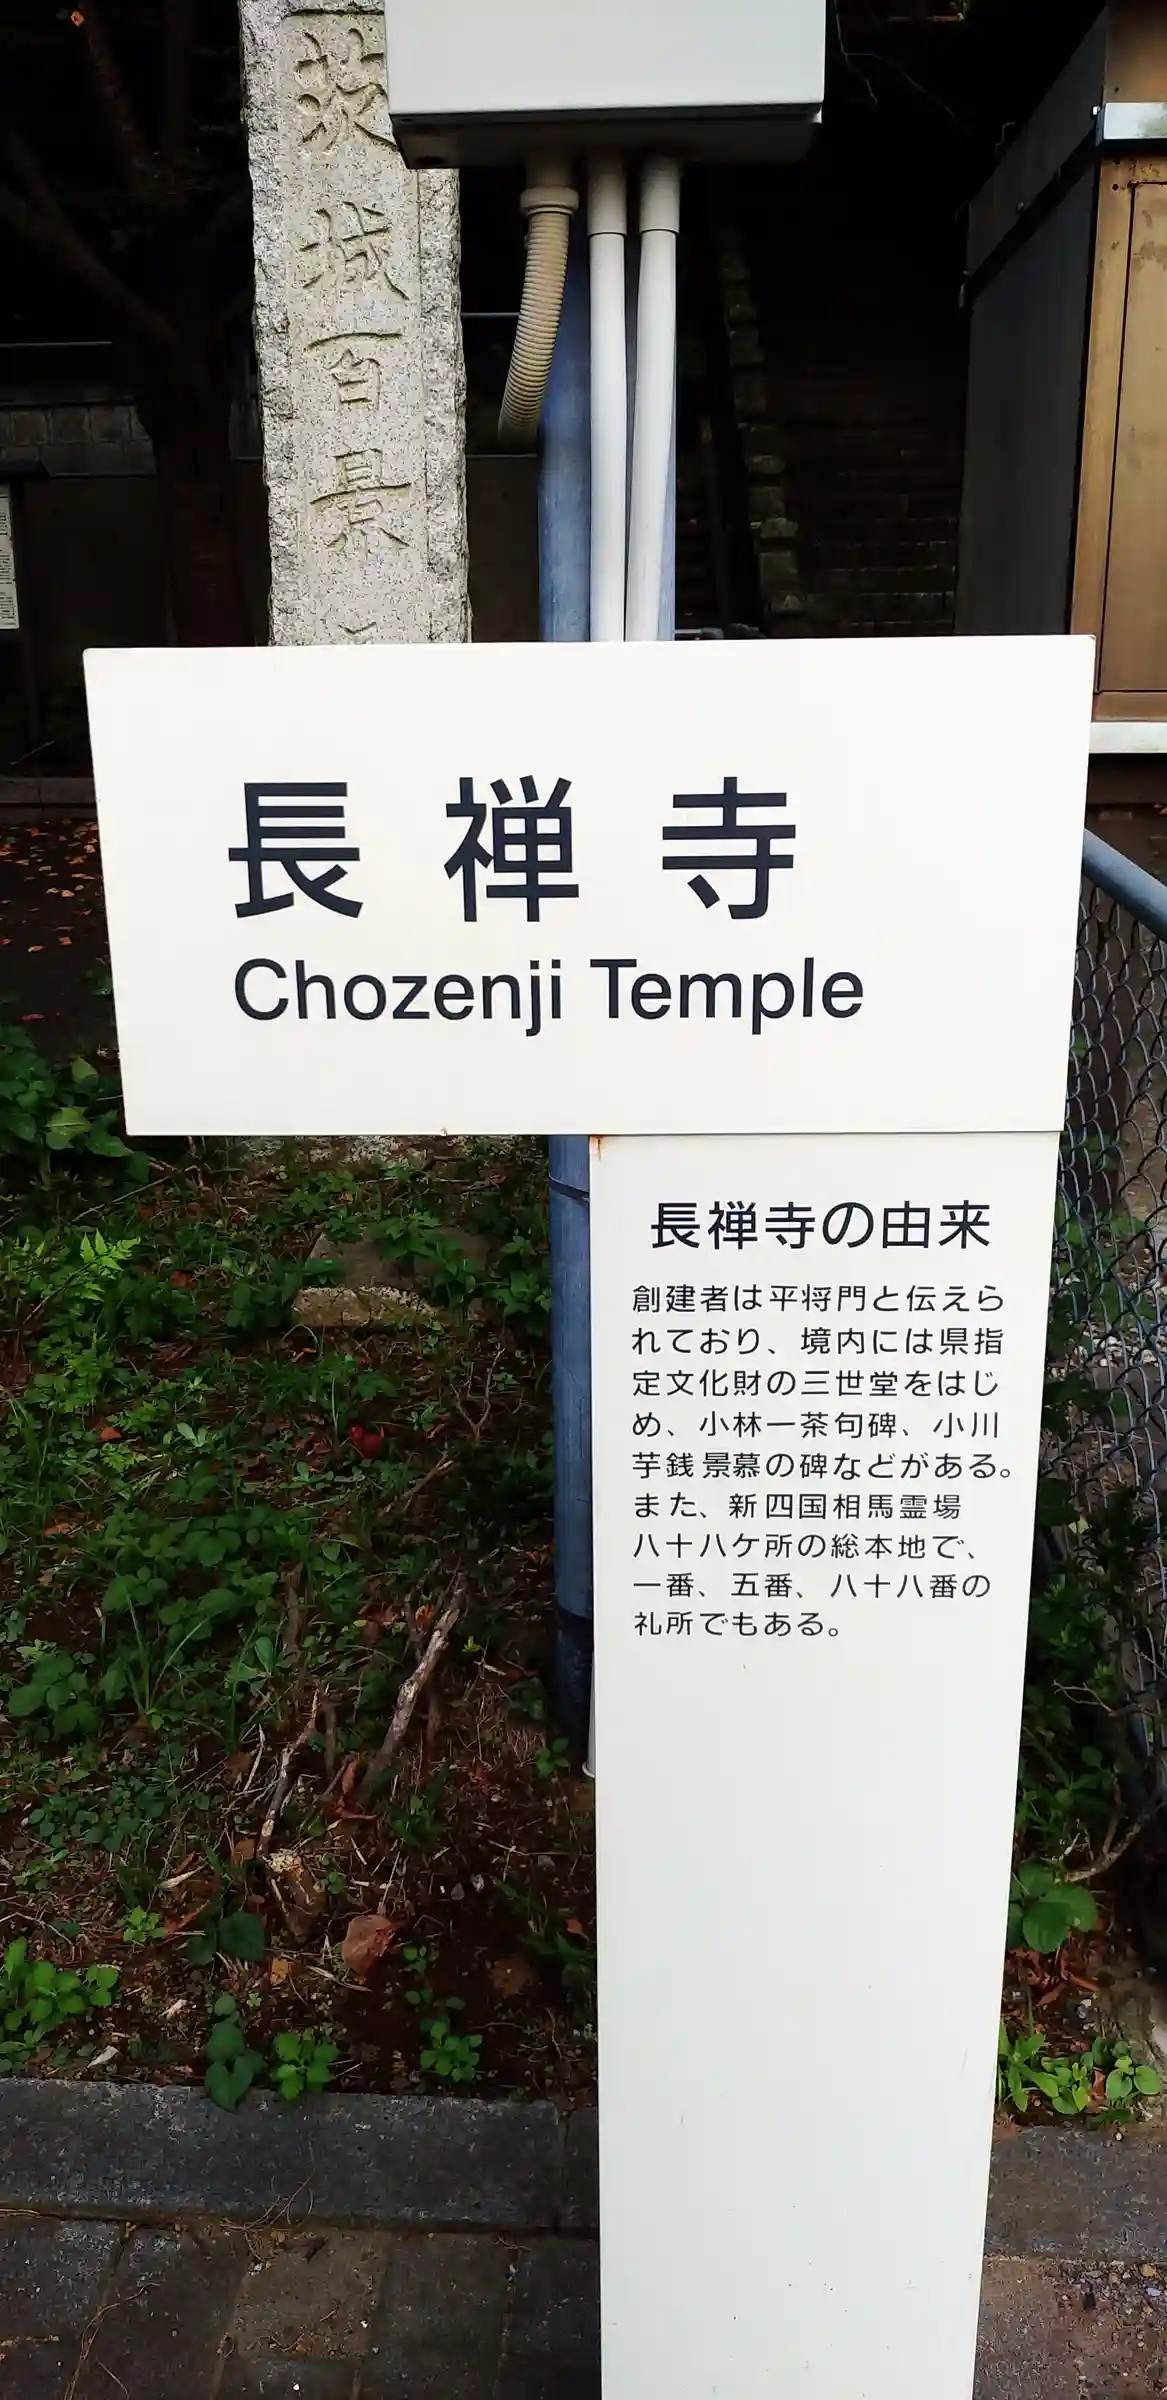 茨城百景
長禅寺
Chozenji Temple
長禅寺の由来
創建者は平将門と伝えら
れており、境内には県指
定文化財の三世堂をはじ
め、小林一茶句碑、小川
芋銭景慕の碑などがある。
また、新四国相馬霊場
八十八ケ所の総本地で、
一番、五番、八十八番の
礼所でもある。